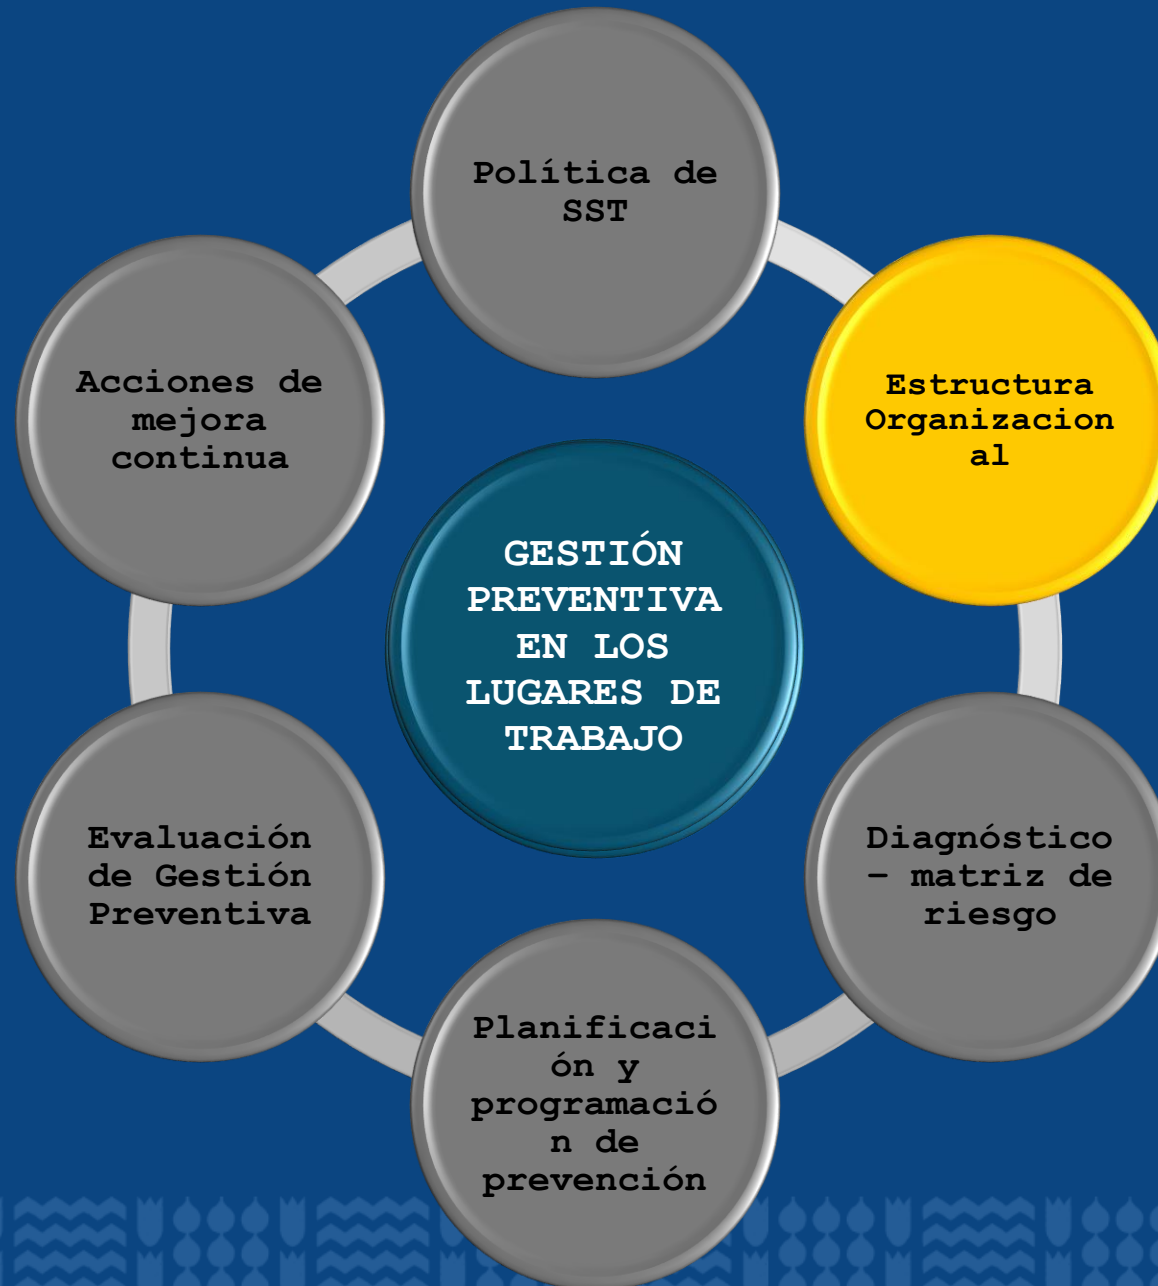 Política de
SST
Estructura
Organizacion
al
Diagnóstico
– matriz de
riesgo
Planificaci
ón y
programació
n de
prevención
Evaluación
de Gestión
Preventiva
Acciones de
mejora
continua
GESTIÓN
PREVENTIVA
EN LOS
LUGARES DE
TRABAJO